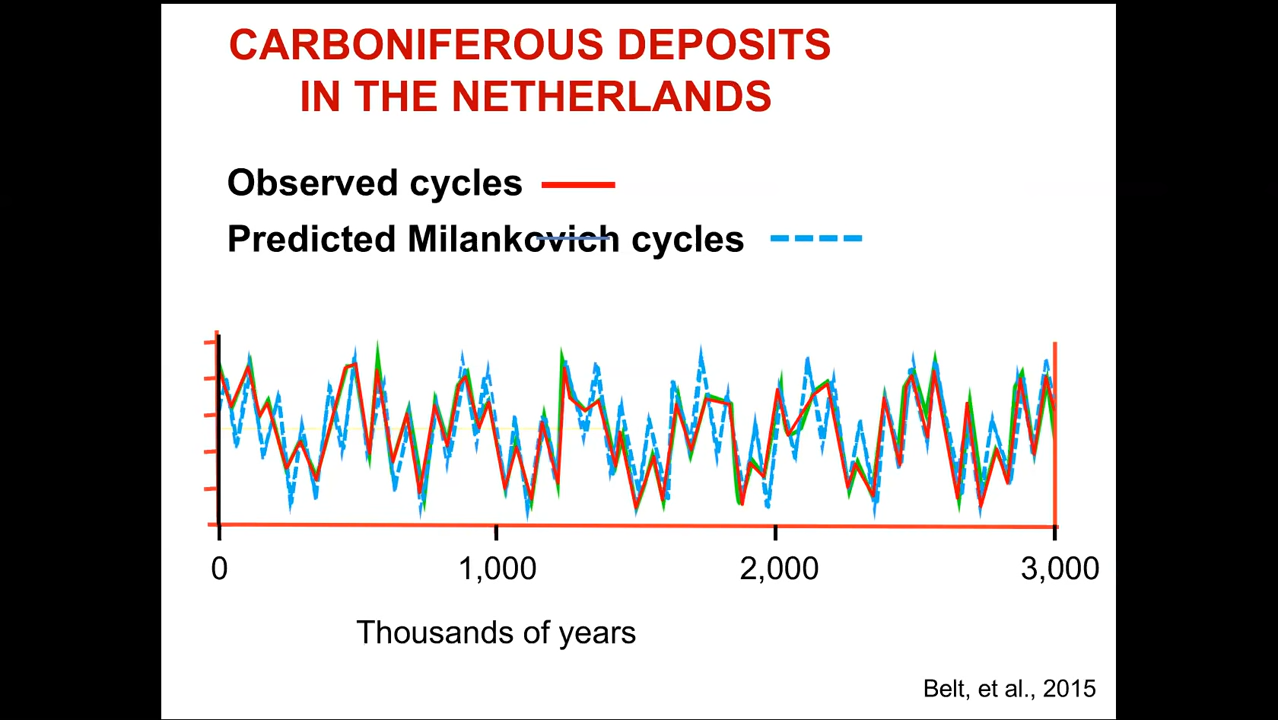 CARBONIFEROUS DEPOSITS
IN THE NETHERLANDS
Observed cycles
Predicted Milankovich cycles
0 1,000 2,000 3,000
Thousands of years
Belt, et al., 2015